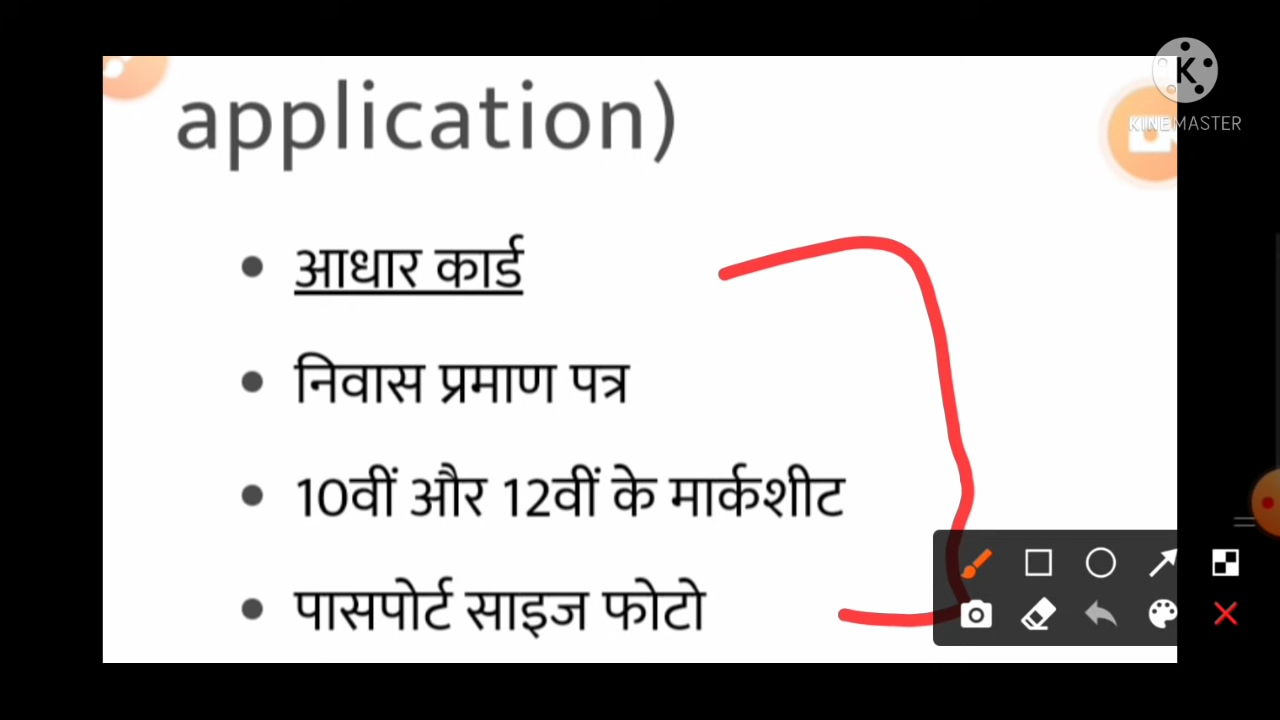 K
KINEMASTER
application)
आधार कार्ड
निवास प्रमाण पत्र
10वीं और 12वीं के मार्कशीट
पासपोर्ट साइज फोटो